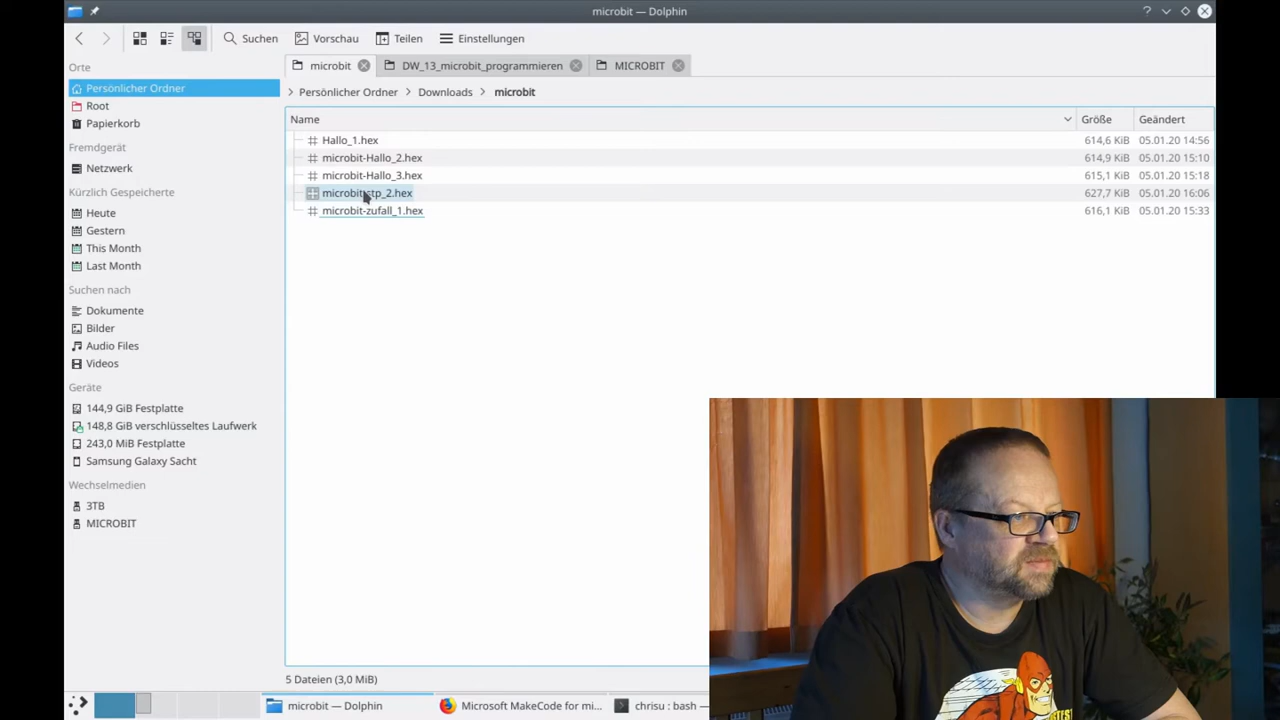 microbit — Dolphin
Suchen
Vorschau
Teilen
Einstellungen
Orte
Persönlicher Ordner
Root
Papierkorb
Fremdgerät
Netzwerk
Kürzlich Gespeicherte
Heute
Gestern
This Month
Last Month
Suchen nach
Dokumente
Bilder
Audio Files
Videos
Geräte
144,9 GiB Festplatte
148,8 GiB verschlüsseltes Laufwerk
243,0 MiB Festplatte
Samsung Galaxy Sacht
Wechselmedien
3TB
MICROBIT
microbit
DW_13_microbit_programmieren
MICROBIT
Persönlicher Ordner > Downloads > microbit
Name Größe Geändert
Hallo_1.hex 614,6 KiB 05.01.20 14:56
microbit-Hallo_2.hex 614,9 KiB 05.01.20 15:10
microbit-Hallo_3.hex 615,1 KiB 05.01.20 15:18
627,7 KiB 05.01.20 16:06
microbit-zufall_1.hex 616,1 KiB 05.01.20 15:33
5 Dateien (3,0 MiB)
microbit — Dolphin
Microsoft MakeCode for mi...
chrisu : bash —